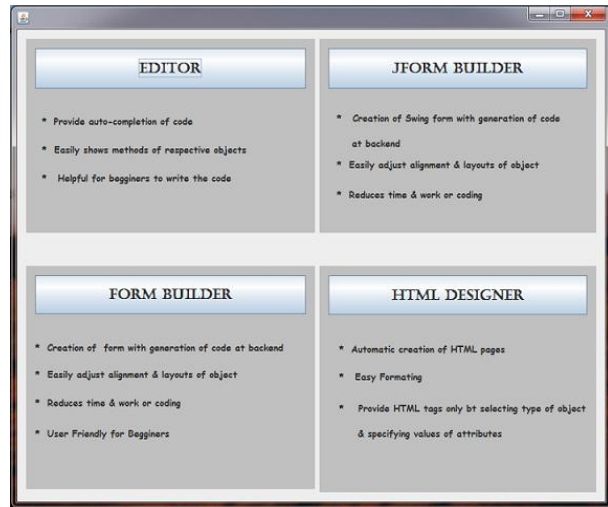 EDITOR
* Provide auto-completion of code
* Easily shows methods of respective objects
* Helpful for begginers to write the code
JFORM BUILDER
* Creation of Swing form with generation of code
at backend
* Easily adjust alignment & layouts of object
* Reduces time & work or coding
FORM BUILDER
* Creation of form with generation of code at backend
* Easily adjust alignment & layouts of object
* Reduces time & work or coding
* User Friendly for Begginers
HTML DESIGNER
* Automatic creation of HTML pages
* Easy Formating
* Provide HTML tags only bt selecting type of object
& specifying values of attributes